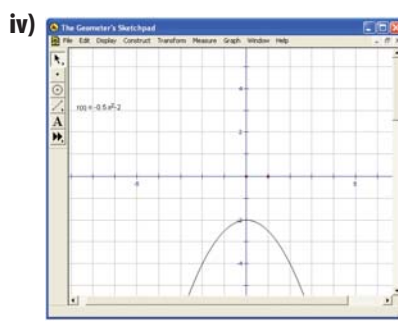 iv)
The Geometer's Sketchpad
File Edit Display Construct Transform Measure Graph Window Help
4
r(x) = -0.5·x²-2
A
2
-5
5
-2
-4